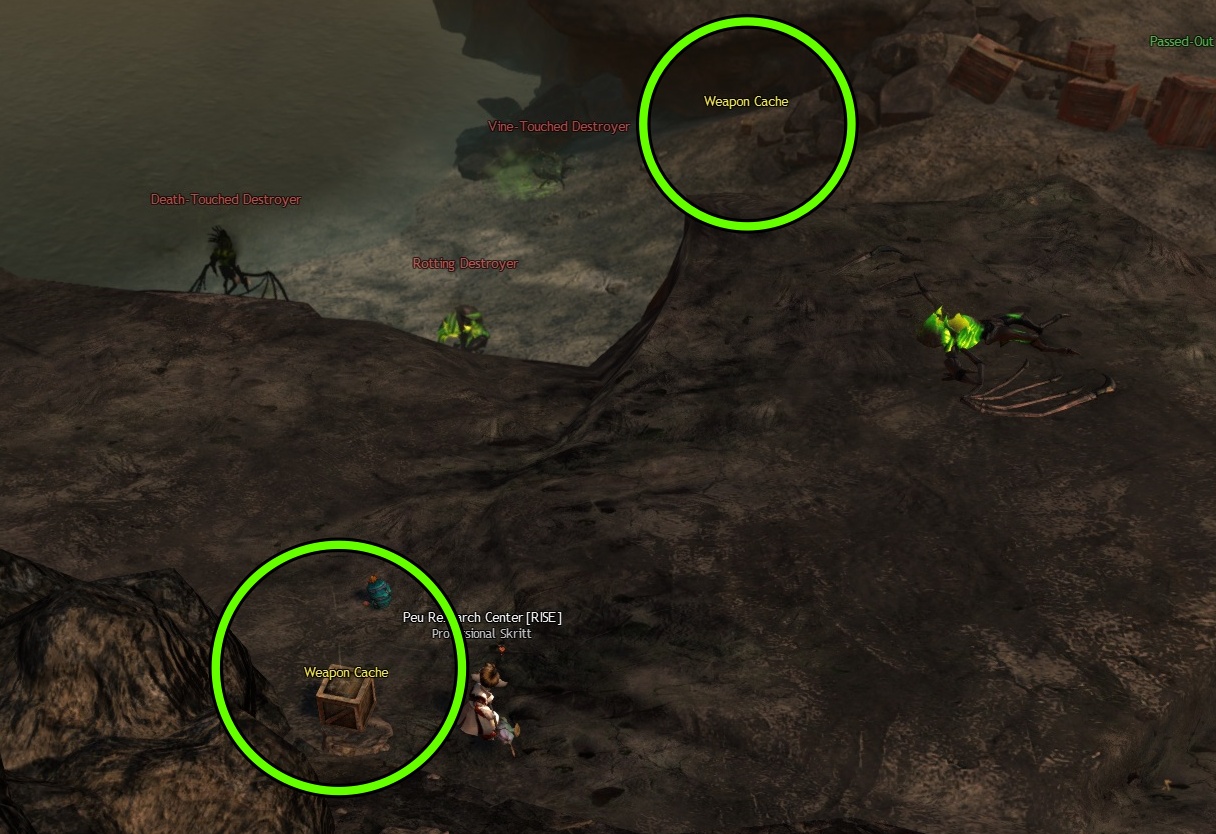 Passed-Out
Weapon Cache
Vine-Touched Destroyer
Death-Touched Destroyer
Rotting Destroyer
Peu Research Center[RISE]
Professional Skritt
Weapon Cache